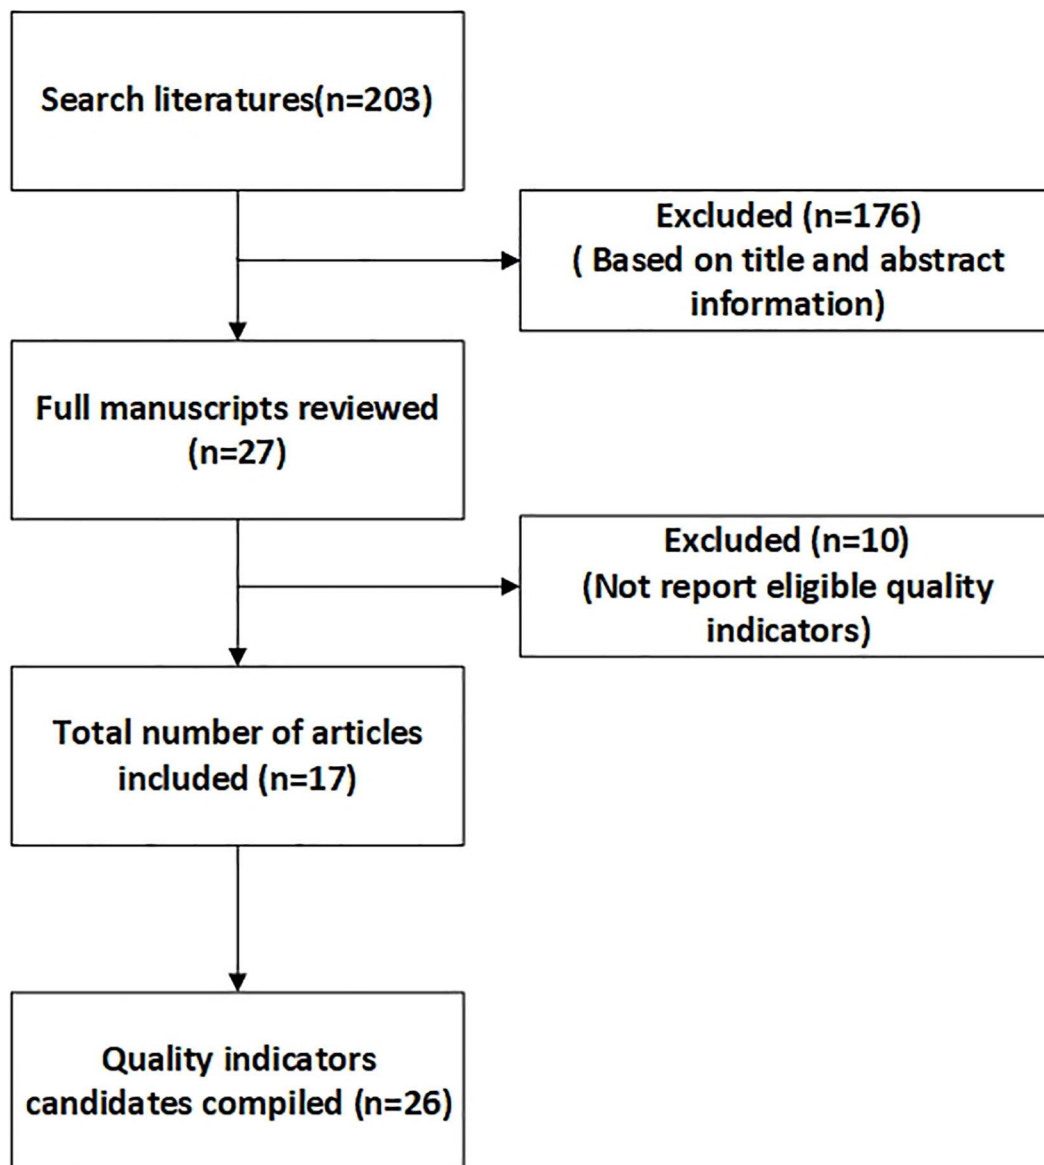 Search literatures(n=203)
Excluded (n=176)
( Based on title and abstract
information)
Full manuscripts reviewed
(n=27)
Excluded (n=10)
(Not report eligible quality
indicators)
Total number of articles
included (n=17)
Quality indicators
candidates compiled (n=26)